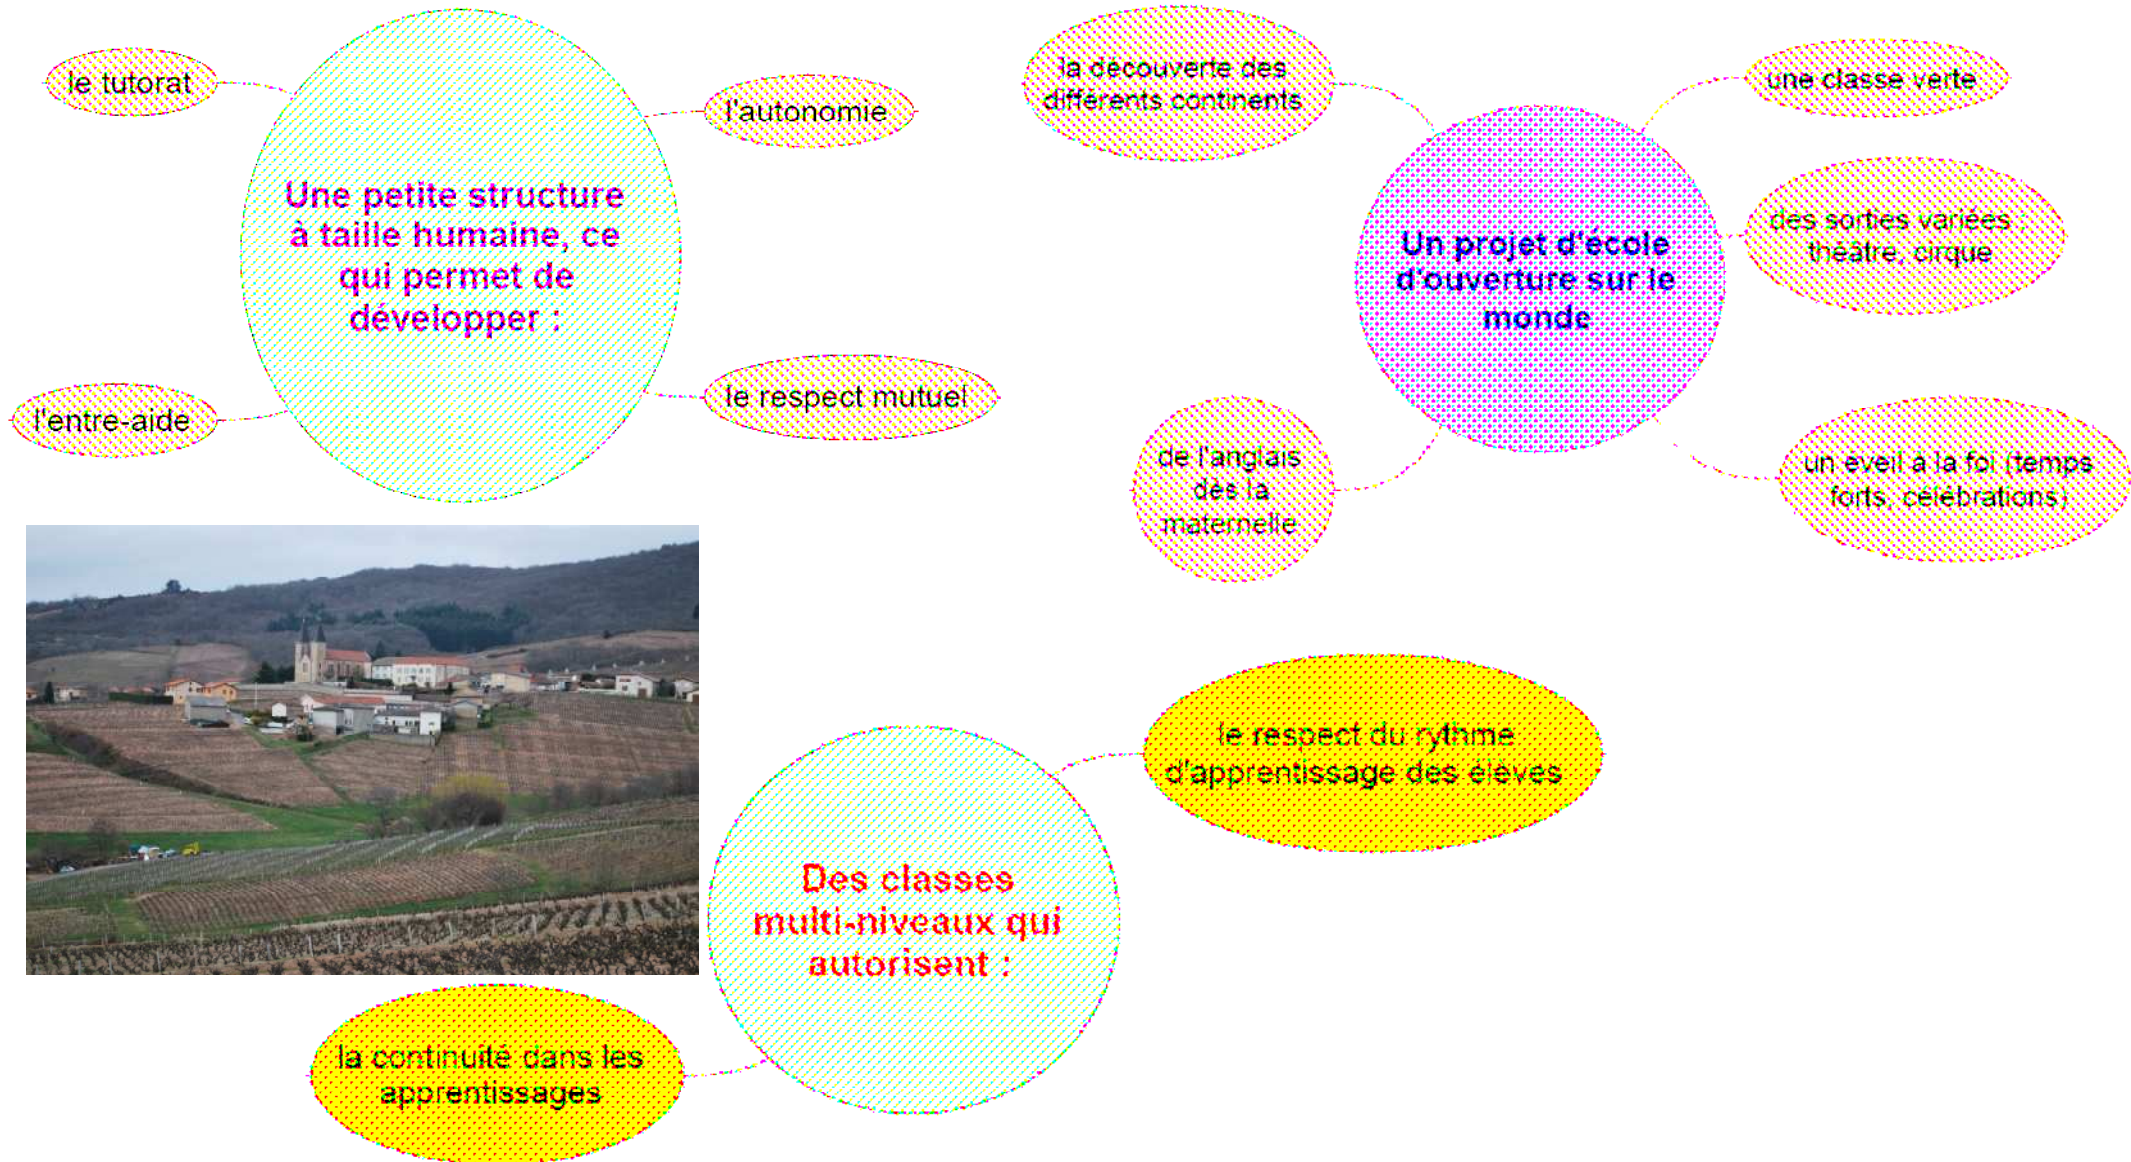 le tutorat
l'autonomie
Une petite structure
à taille humaine, ce
qui permet de
développer :
l'entre-aide
le respect mutuel
la découverte des
différents continents
une classe verte
Un projet d'école
d'ouverture sur le
monde
des sorties variées :
théâtre, cirque
de l'anglais
dès la
maternelle
un éveil à la foi (temps
forts, célébrations)
le respect du rythme
d'apprentissage des élèves
Des classes
multi-niveaux qui
autorisent :
la continuité dans les
apprentissages